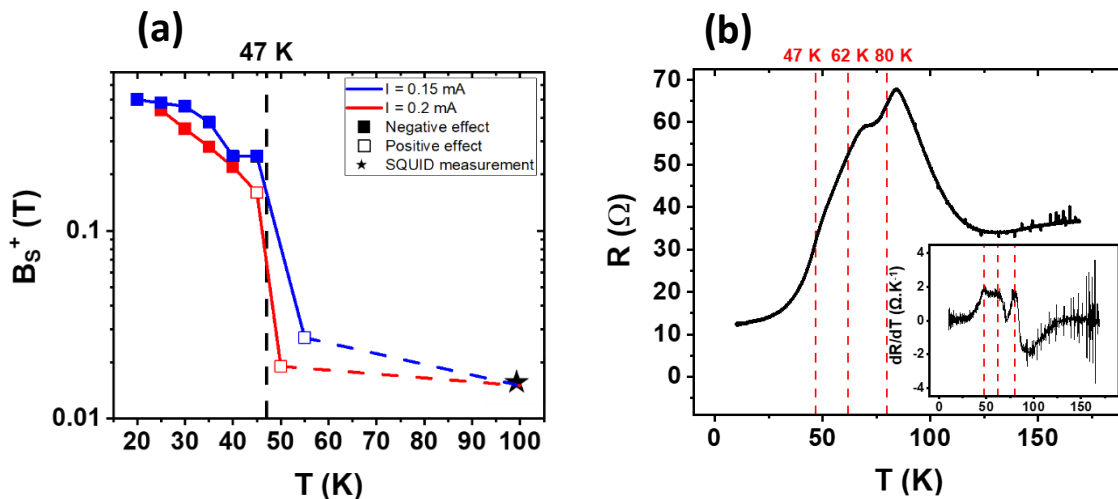 (a)
47 K
I = 0.15 mA
I = 0.2 mA
Negative effect
Positive effect
SQUID measurement
B_S^+ (T)
0.1
0.01
20 30 40 50 60 70 80 90 100
T (K)
(b)
47 K 62 K 80 K
R (Ω)
70
60
50
40
30
20
10
0
0 50 100 150
T (K)
dR/dT (Ω.K⁻¹)
4
2
0
-2
-4
0 50 100 150